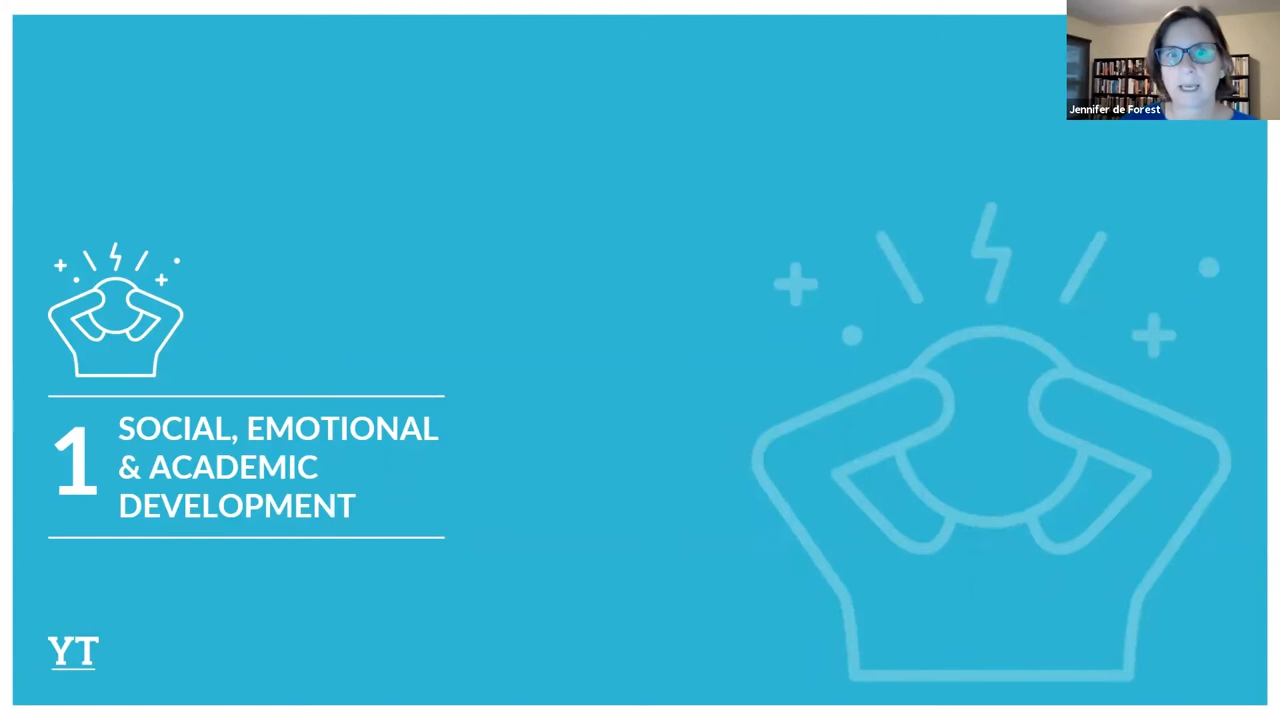 Jennifer de Forest
1
SOCIAL, EMOTIONAL
& ACADEMIC
DEVELOPMENT
YT